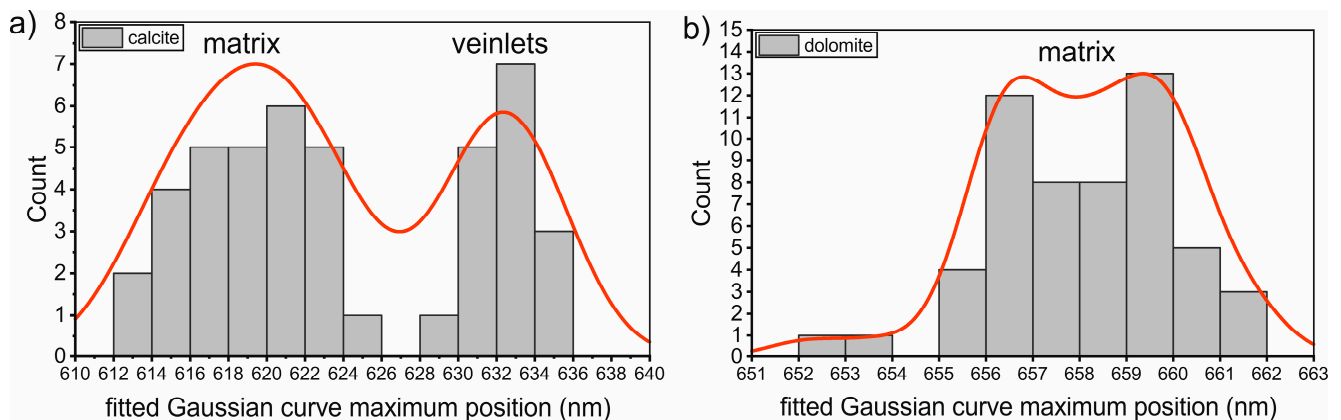 a)
calcite
matrix
veinlets
Count
8
7
6
5
4
3
2
1
0
610 612 614 616 618 620 622 624 626 628 630 632 634 636 640
fitted Gaussian curve maximum position (nm)
b)
dolomite
matrix
Count
15
14
13
12
11
10
9
8
7
6
5
4
3
2
1
0
651 652 653 654 655 656 657 658 659 660 661 662 663
fitted Gaussian curve maximum position (nm)